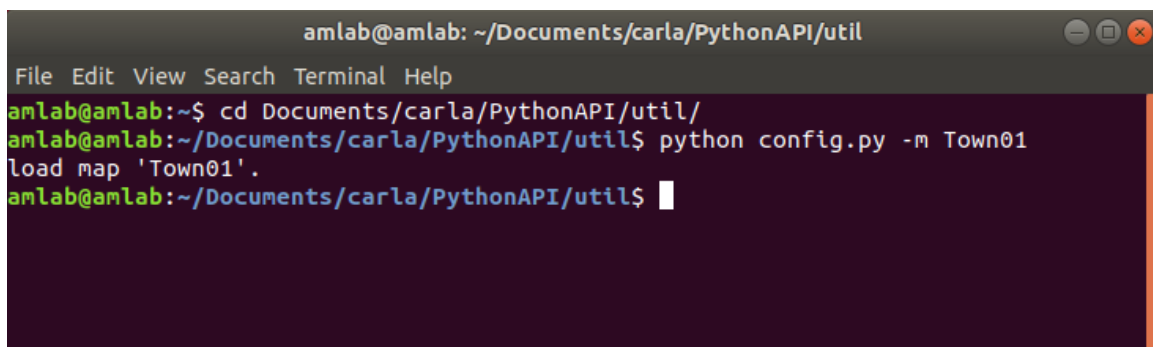 amlab@amlab: ~/Documents/carla/PythonAPI/util
File Edit View Search Terminal Help
amlab@amlab:~$ cd Documents/carla/PythonAPI/util/
amlab@amlab:~/Documents/carla/PythonAPI/util$ python config.py -m Town01
load map 'Town01'.
amlab@amlab:~/Documents/carla/PythonAPI/util$